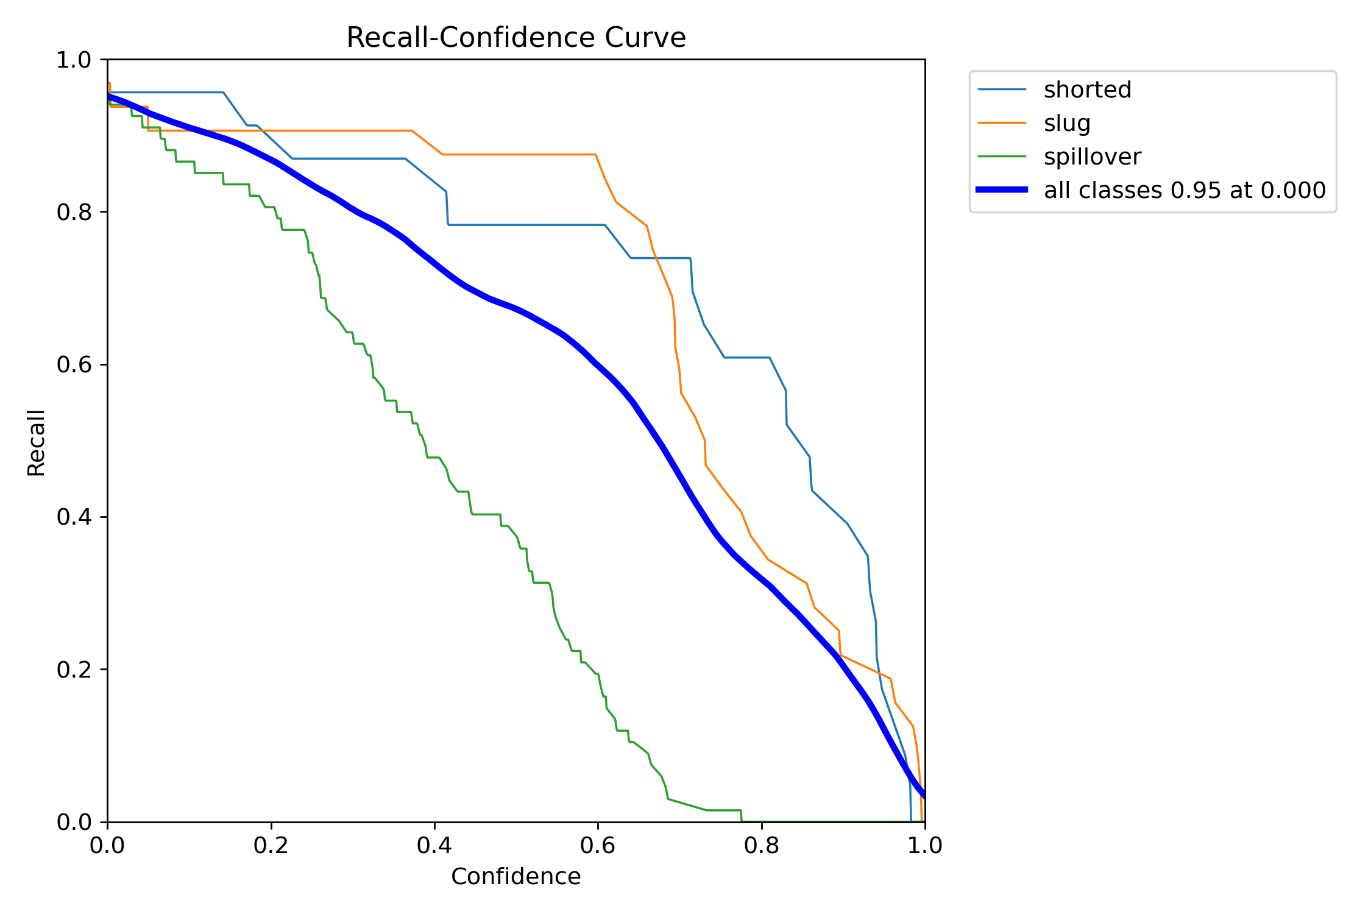 Recall-Confidence Curve
1.0
0.8
0.6
0.4
0.2
0.0
Recall
0.0 0.2 0.4 0.6 0.8 1.0
Confidence
shorted
slug
spillover
all classes 0.95 at 0.000